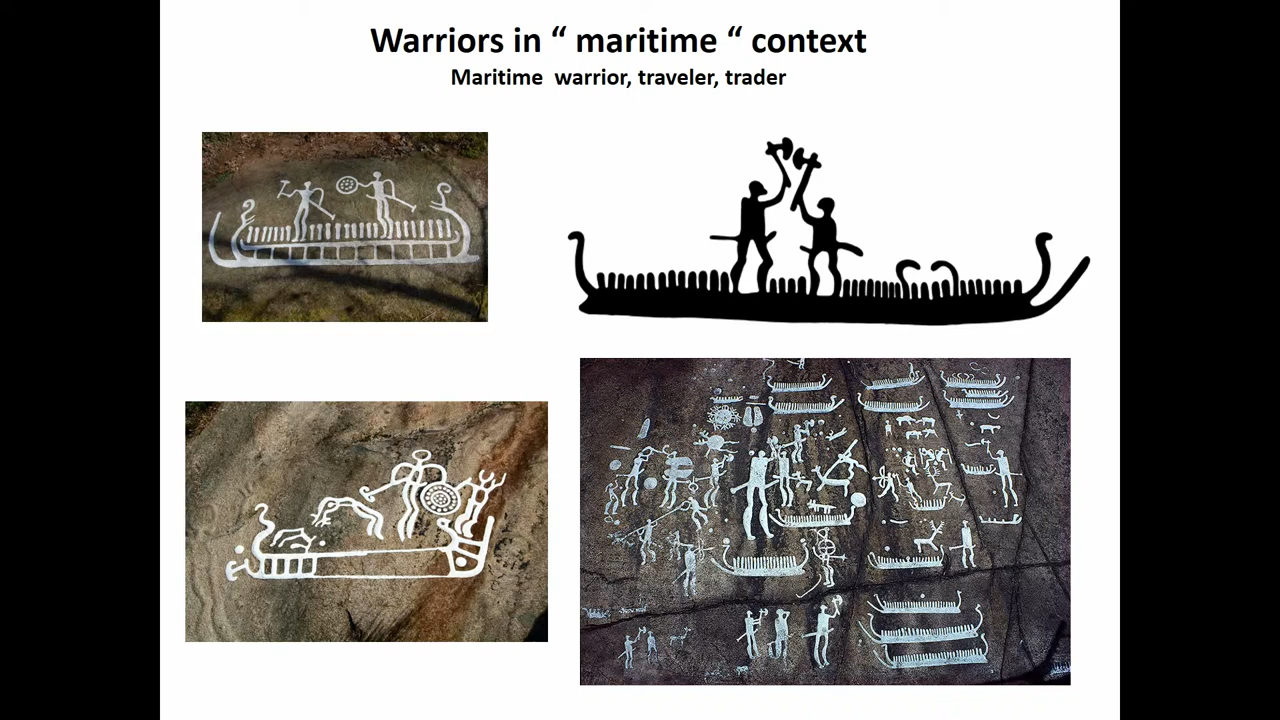 Warriors in “ maritime “ context
Maritime  warrior, traveler, trader